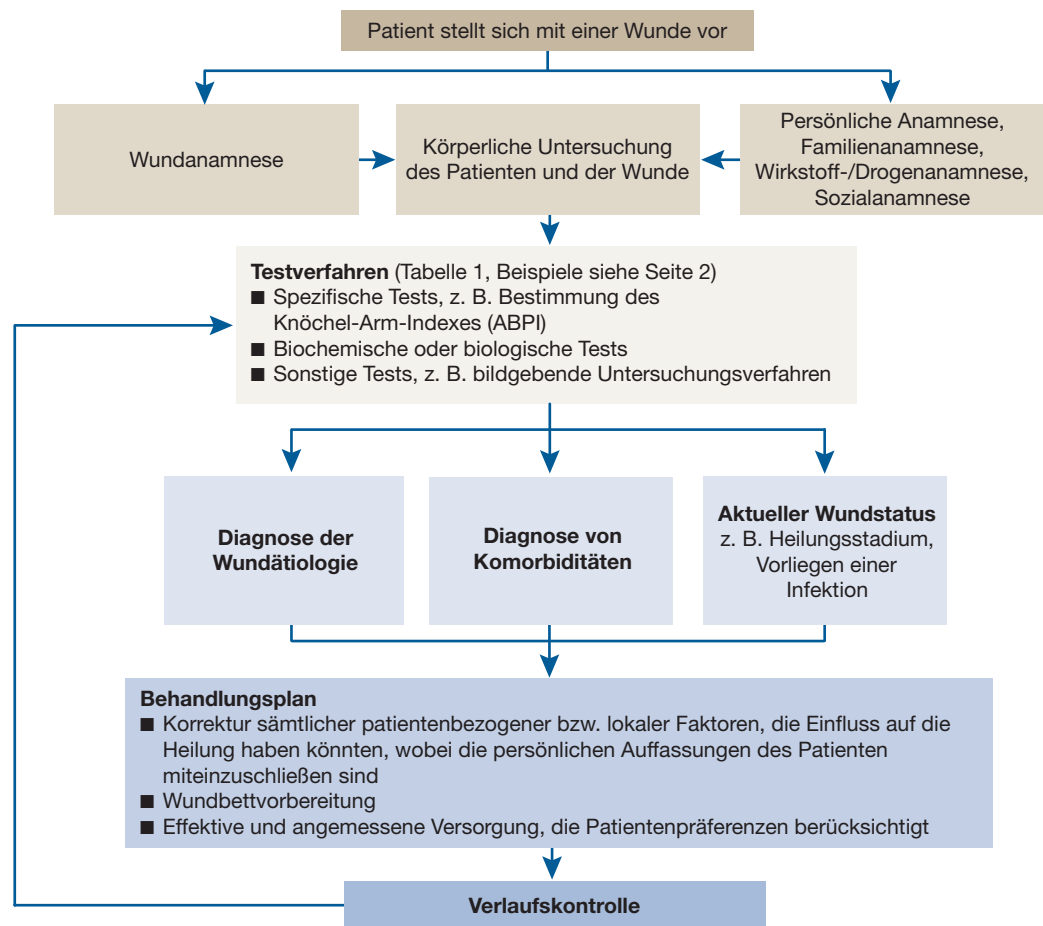 Patient stellt sich mit einer Wunde vor
Wundanamnese
Körperliche Untersuchung
des Patienten und der Wunde
Persönliche Anamnese,
Familienanamnese,
Wirkstoff-/Drogenanamnese,
Sozialanamnese
Testverfahren (Tabelle 1, Beispiele siehe Seite 2)
■ Spezifische Tests, z. B. Bestimmung des
Knöchel-Arm-Indexes (ABPI)
■ Biochemische oder biologische Tests
■ Sonstige Tests, z. B. bildgebende Untersuchungsverfahren
Diagnose der
Wundätiologie
Diagnose von
Komorbiditäten
Aktueller Wundstatus
z. B. Heilungsstadium,
Vorliegen einer
Infektion
Behandlungsplan
■ Korrektur sämtlicher patientenbezogener bzw. lokaler Faktoren, die Einfluss auf die
Heilung haben könnten, wobei die persönlichen Auffassungen des Patienten
miteinzuschließen sind
■ Wundbettvorbereitung
■ Effektive und angemessene Versorgung, die Patientenpräferenzen berücksichtigt
Verlaufskontrolle